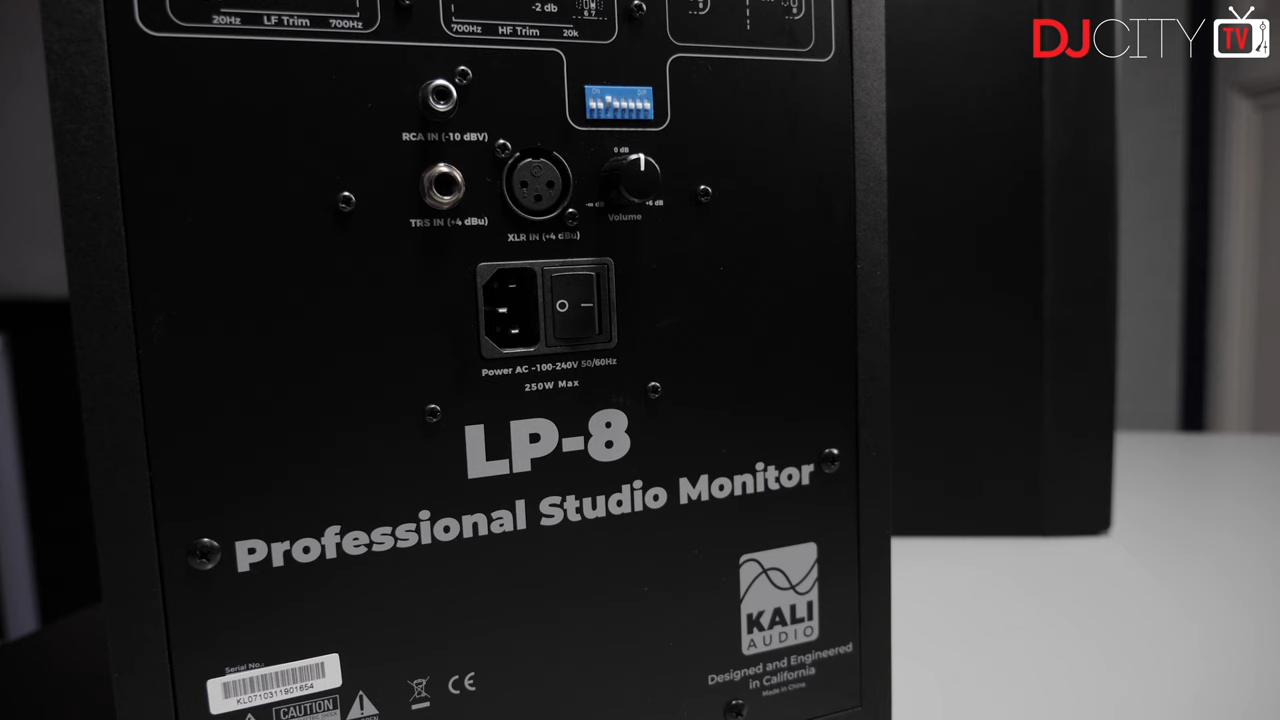 DJCITY TV
-2 db
20Hz LF Trim 700Hz
700Hz HF Trim 20k
ON DIP
RCA IN (-10 dBV)
0 dB
-∞ dB +6 dB
Volume
TRS IN (+4 dBu)
XLR IN (+4 dBu)
Power AC ~100-240V 50/60Hz
250W Max
LP-8
Professional Studio Monitor
KALI
AUDIO
Designed and Engineered
in California
Made in China
Serial No.:
KL0710311901654
CE
CAUTION